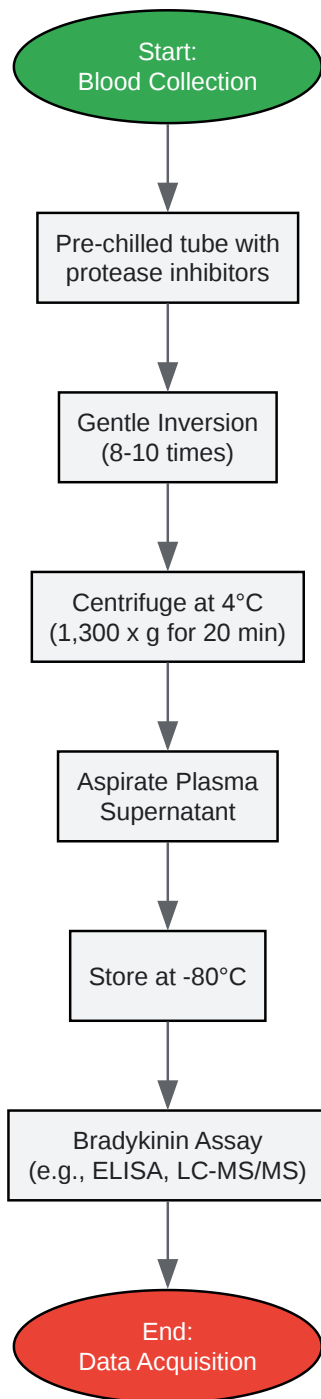 Start:
Blood Collection
Pre-chilled tube with
protease inhibitors
Gentle Inversion
(8-10 times)
Centrifuge at 4°C
(1,300 x g for 20 min)
Aspirate Plasma
Supernatant
Store at -80°C
Bradykinin Assay
(e.g., ELISA, LC-MS/MS)
End:
Data Acquisition